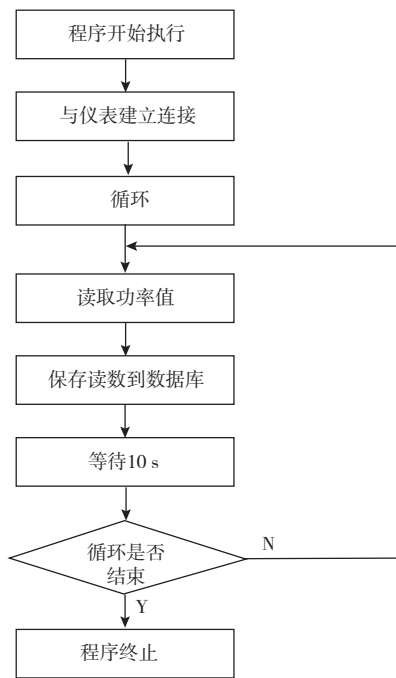 程序开始执行
与仪表建立连接
循环
读取功率值
保存读数到数据库
等待10 s
循环是否
结束
N
Y
程序终止